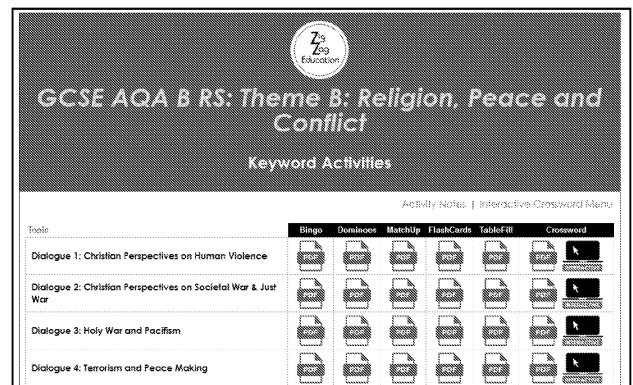 Zig
Zag
Education
GCSE AQA B RS: Theme B: Religion, Peace and
Conflict
Keyword Activities
Activity Notes | Interactive Crossword Menu
Topic Bingo Dominoes MatchUp FlashCards TableFill Crossword
Dialogue 1: Christian Perspectives on Human Violence PDF PDF PDF PDF PDF PDF
Dialogue 2: Christian Perspectives on Societal War & Just
War PDF PDF PDF PDF PDF PDF
Dialogue 3: Holy War and Pacifism PDF PDF PDF PDF PDF PDF
Dialogue 4: Terrorism and Peace Making PDF PDF PDF PDF PDF PDF